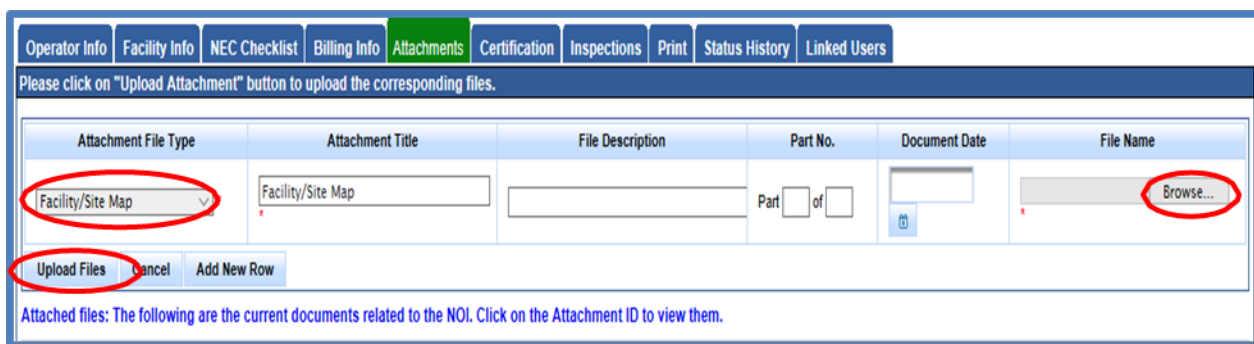 Operator Info Facility Info NEC Checklist Billing Info Attachments Certification Inspections Print Status History Linked Users
Please click on "Upload Attachment" button to upload the corresponding files.
Attachment File Type Attachment Title File Description Part No. Document Date File Name
Facility/Site Map * Facility/Site Map * Part of Browse... *
Upload Files Cancel Add New Row
Attached files: The following are the current documents related to the NOI. Click on the Attachment ID to view them.